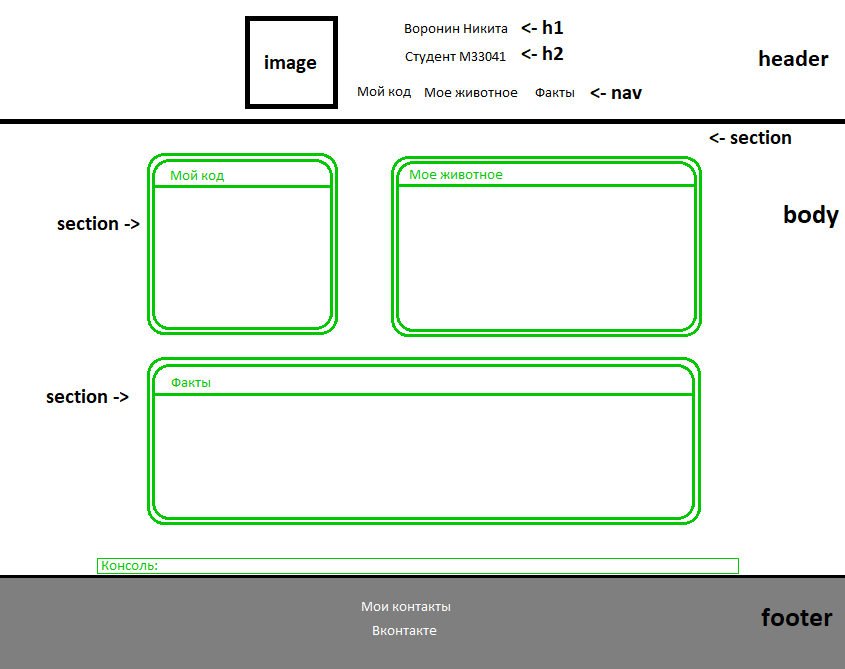 image
Воронин Никита <- h1
Студент М33041 <- h2
header
Мой код Мое животное Факты <- nav
<- section
Мой код
Мое животное
section ->
body
Факты
section ->
Консоль:
Мои контакты
Вконтакте
footer